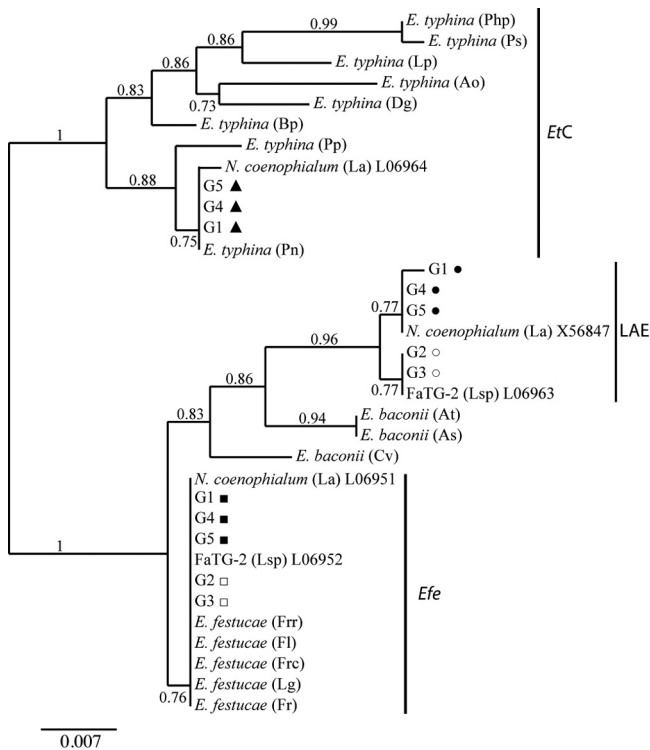 0.99
E. typhina (Php)
E. typhina (Ps)
0.86
E. typhina (Lp)
0.86
E. typhina (Ao)
0.73
E. typhina (Dg)
0.83
E. typhina (Bp)
EtC
1
E. typhina (Pp)
0.88
N. coenophialum (La) L06964
G5 ▲
G4 ▲
G1 ▲
0.75
E. typhina (Pn)
G1 ●
G4 ●
0.77
G5 ●
N. coenophialum (La) X56847
LAE
0.96
G2 ○
G3 ○
0.77
FaTG-2 (Lsp) L06963
0.86
E. baconii (At)
0.94
E. baconii (As)
0.83
E. baconii (Cv)
N. coenophialum (La) L06951
G1 ■
G4 ■
G5 ■
1
FaTG-2 (Lsp) L06952
G2 □
G3 □
Efe
E. festucae (Frr)
E. festucae (Fl)
E. festucae (Frc)
E. festucae (Lg)
0.76
E. festucae (Fr)
0.007